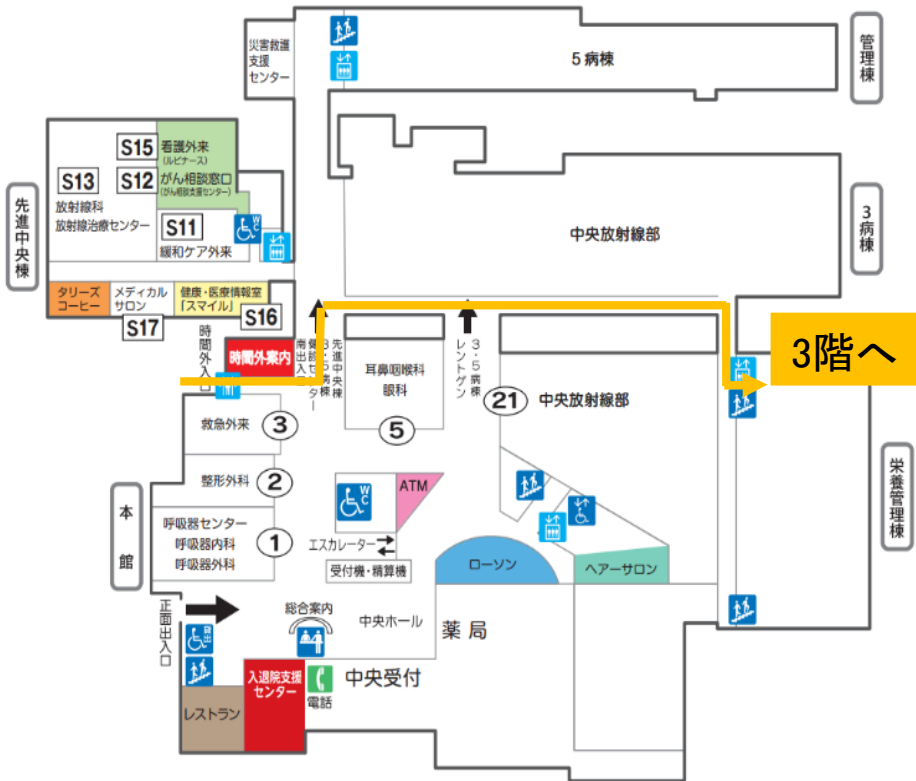 災害救護
支援
センター
5病棟
管理棟
S15
看護外来
(ルピナース)
S13
S12
がん相談窓口
(がん相談支援センター)
放射線科
放射線治療センター
S11
緩和ケア外来
WC
先進中央棟
中央放射線部
3病棟
タリーズ
コーヒー
メディカル
サロン
健康・医療情報室
「スマイル」
S17
S16
時間外入口
時間外案内
南出入口
健診センター
3・5病棟
先進中央棟
耳鼻咽喉科
眼科
5
3・5病棟
レントゲン
21
中央放射線部
3階へ
救急外来
3
整形外科
2
呼吸器センター
呼吸器内科
呼吸器外科
1
本館
WC
ATM
エスカレーター
受付機・精算機
ローソン
ヘアーサロン
栄養管理棟
正面出入口
貸出
総合案内
中央ホール
薬局
入退院支援
センター
電話
中央受付
レストラン